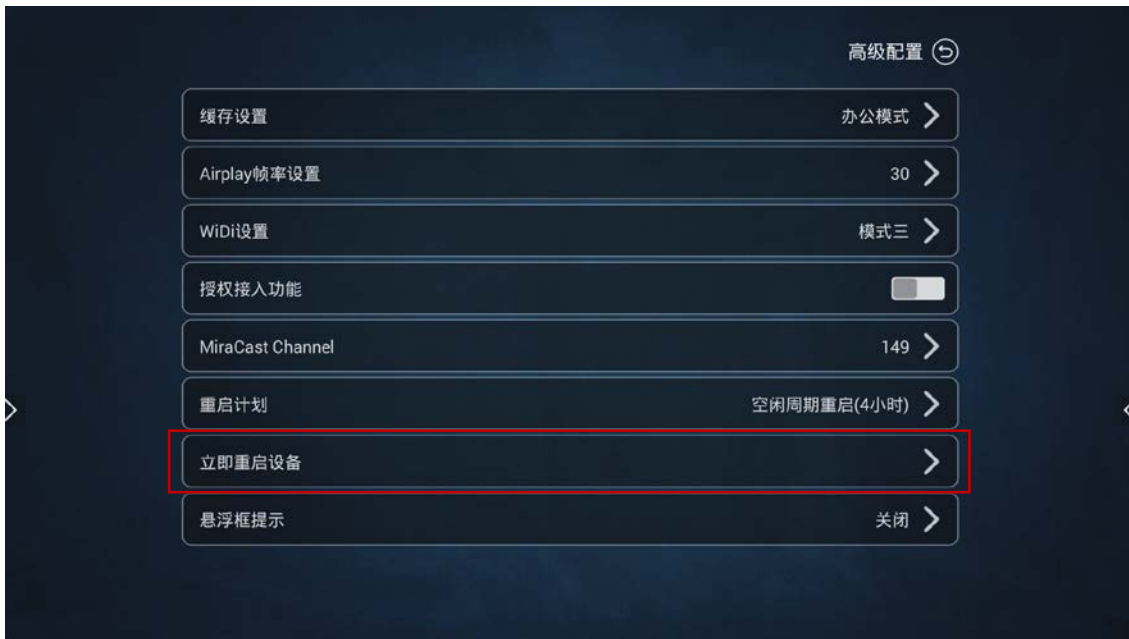 高级配置
缓存设置 办公模式
Airplay帧率设置 30
WiDi设置 模式三
授权接入功能
MiraCast Channel 149
重启计划 空闲周期重启(4小时)
立即重启设备
悬浮框提示 关闭